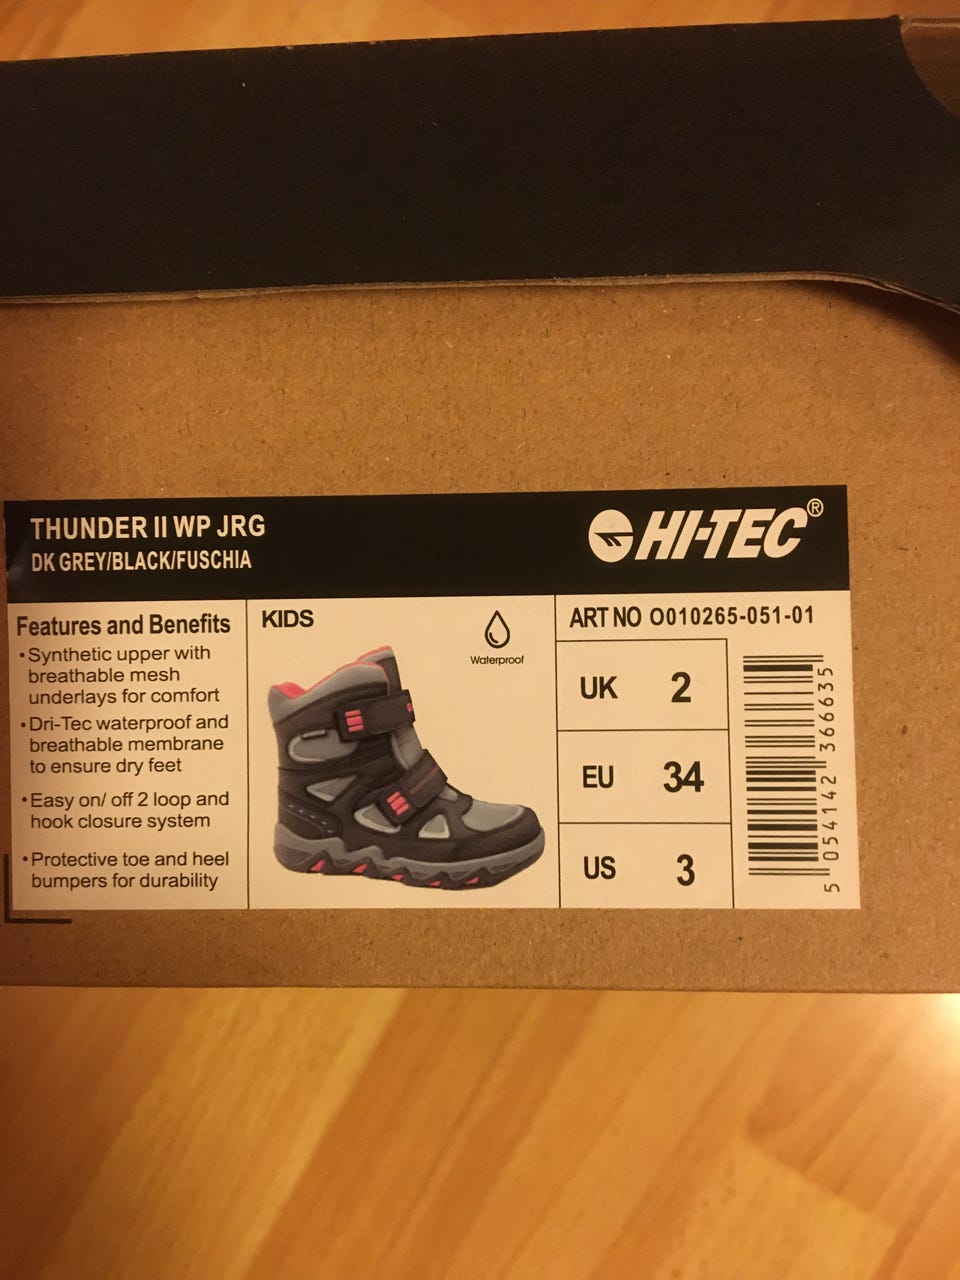 THUNDER II WP JRG
DK GREY/BLACK/FUSCHIA
HI-TEC®
Features and Benefits
• Synthetic upper with
breathable mesh
underlays for comfort
• Dri-Tec waterproof and
breathable membrane
to ensure dry feet
• Easy on/ off 2 loop and
hook closure system
• Protective toe and heel
bumpers for durability
KIDS
Waterproof
ART NO O010265-051-01
UK 2
EU 34
US 3
5 054142 366635